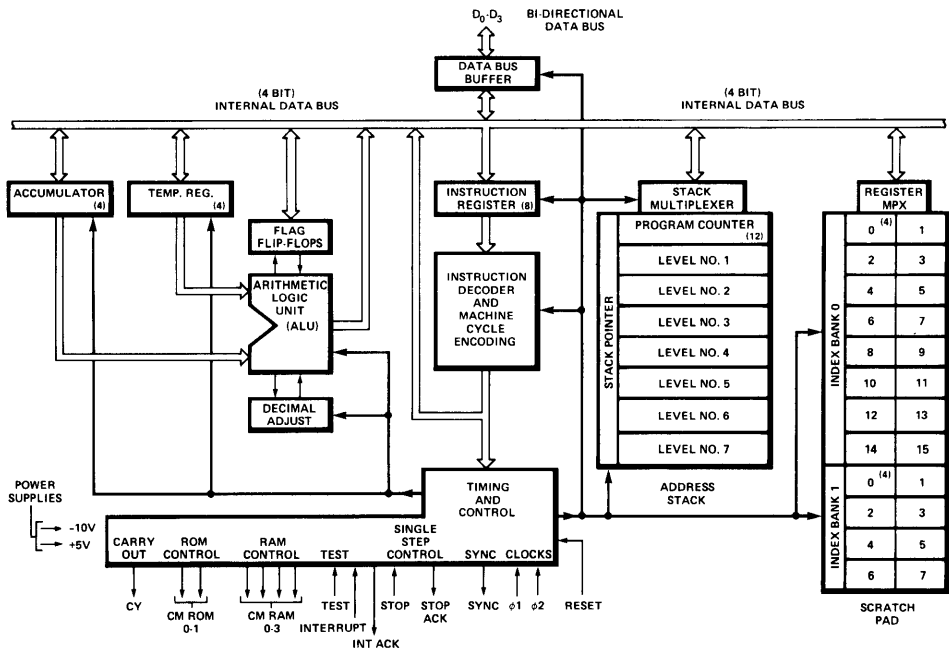 D0-D3
BI-DIRECTIONAL
DATA BUS
DATA BUS
BUFFER
(4 BIT)
INTERNAL DATA BUS
(4 BIT)
INTERNAL DATA BUS
ACCUMULATOR
(4)
TEMP. REG.
(4)
INSTRUCTION
REGISTER (8)
STACK
MULTIPLEXER
REGISTER
MPX
FLAG
FLIP-FLOPS
ARITHMETIC
LOGIC
UNIT
(ALU)
DECIMAL
ADJUST
INSTRUCTION
DECODER
AND
MACHINE
CYCLE
ENCODING
STACK POINTER
PROGRAM COUNTER
(12)
LEVEL NO. 1
LEVEL NO. 2
LEVEL NO. 3
LEVEL NO. 4
LEVEL NO. 5
LEVEL NO. 6
LEVEL NO. 7
ADDRESS
STACK
INDEX BANK 0
0 (4) 1
2 3
4 5
6 7
8 9
10 11
12 13
14 15
INDEX BANK 1
0 (4) 1
2 3
4 5
6 7
SCRATCH
PAD
POWER
SUPPLIES
-10V
+5V
TIMING
AND
CONTROL
CARRY
OUT
ROM
CONTROL
RAM
CONTROL
TEST
SINGLE
STEP
CONTROL
SYNC
CLOCKS
CY
CM ROM
0-1
CM RAM
0-3
TEST
INTERRUPT
INT ACK
STOP
STOP
ACK
SYNC
ϕ1
ϕ2
RESET